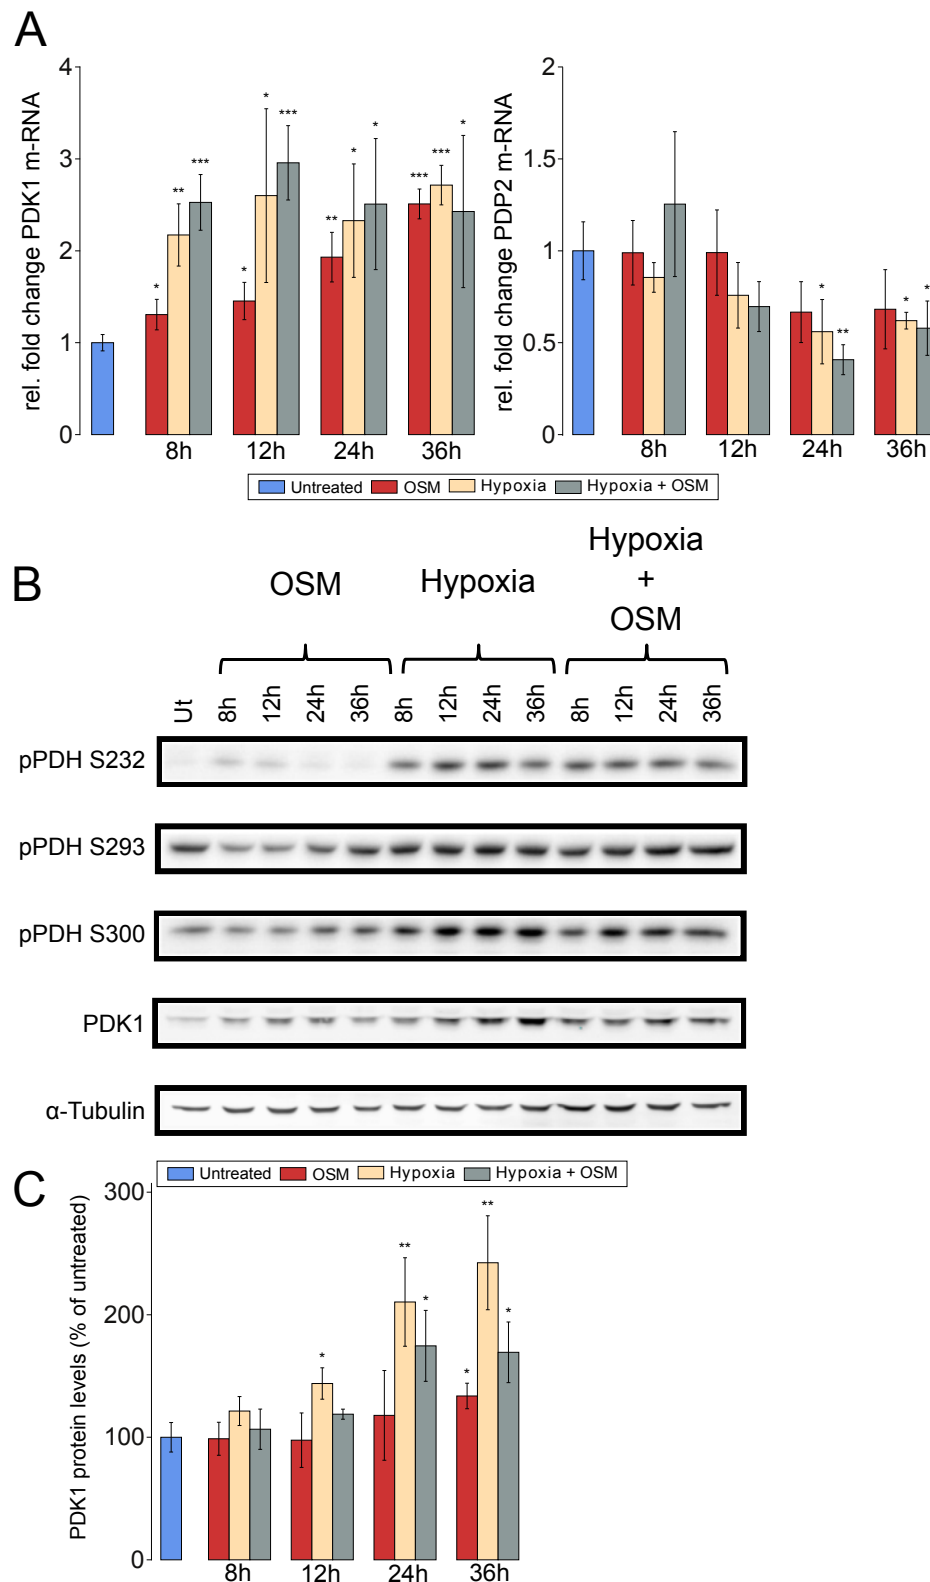 A
rel. fold change PDK1 m-RNA
4
3
2
1
0
* ** *** * * *** ** * * *** *** *
8h 12h 24h 36h
rel. fold change PDP2 m-RNA
2
1.5
1
0.5
0
* ** * *
8h 12h 24h 36h
Untreated OSM Hypoxia Hypoxia + OSM
B
OSM
Hypoxia
Hypoxia
+
OSM
Ut 8h 12h 24h 36h 8h 12h 24h 36h 8h 12h 24h 36h
pPDH S232
pPDH S293
pPDH S300
PDK1
α-Tubulin
C
Untreated OSM Hypoxia Hypoxia + OSM
PDK1 protein levels (% of untreated)
300
200
100
0
* ** * * ** *
8h 12h 24h 36h